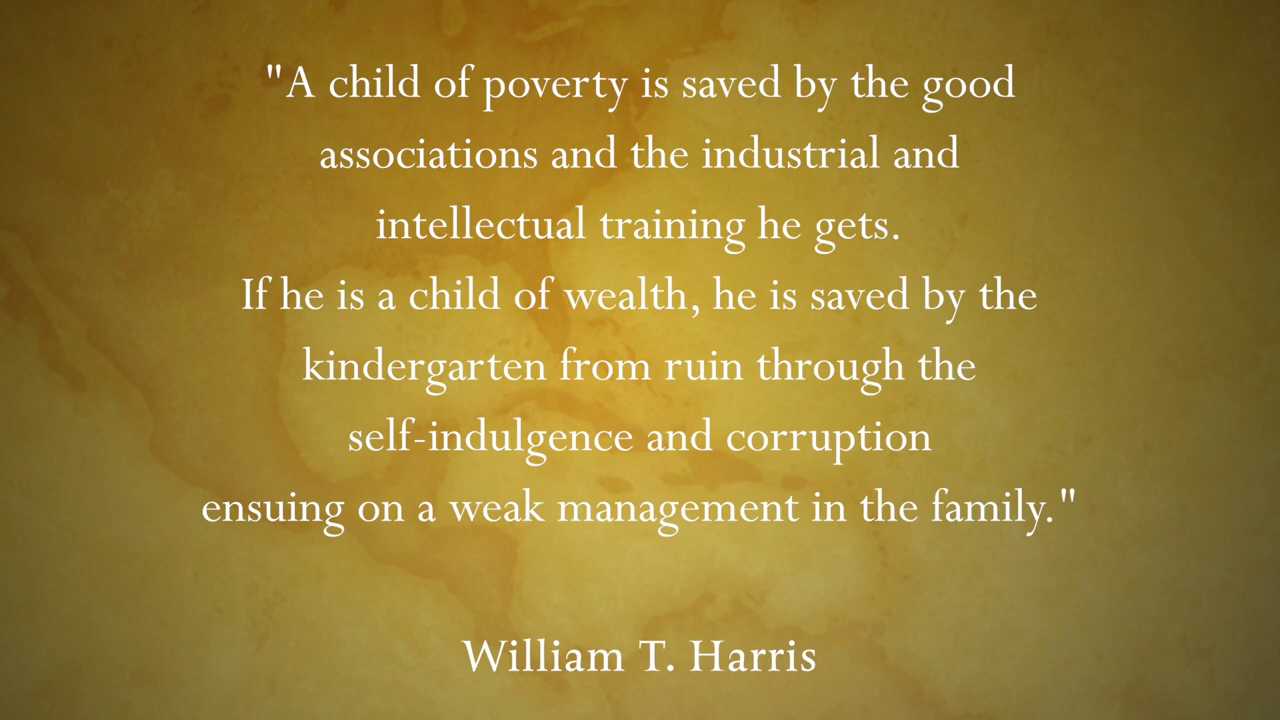 "A child of poverty is saved by the good
associations and the industrial and
intellectual training he gets.
If he is a child of wealth, he is saved by the
kindergarten from ruin through the
self-indulgence and corruption
ensuing on a weak management in the family."
William T. Harris